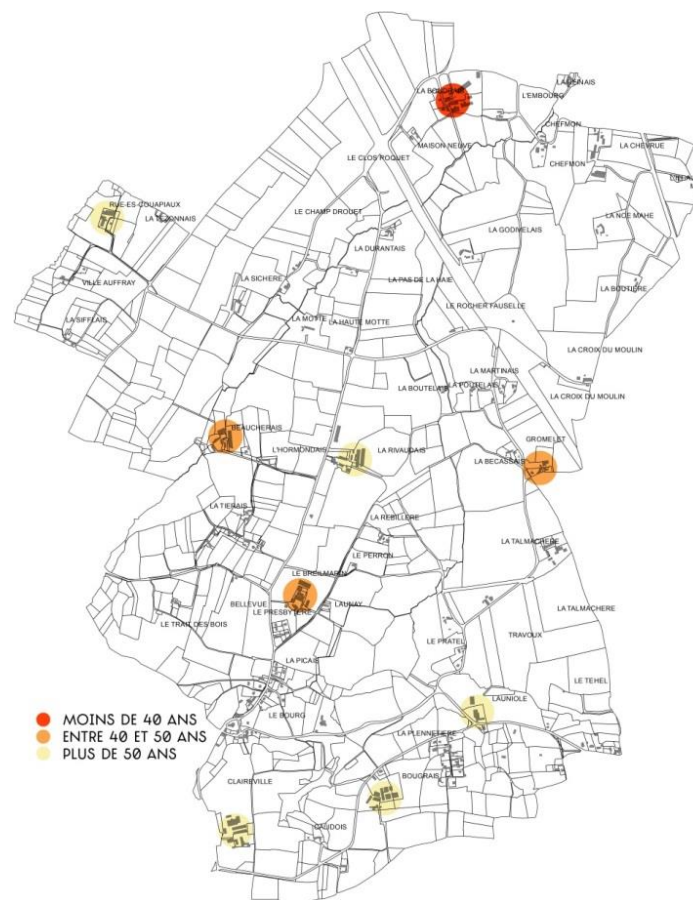 LA GEINAIS
L'EMBOURG
CHEFMON
MAISON NEUVE
LA CHEVRUE
LE CLOS ROQUET
CHEFMON
RUE-ES-COUAPIAUX
LE CHAMP DROUET
LA NOE MAHE
LA GODIVELAIS
LA DURANTAIS
LA SICHERE
LA PAS DE LA HAIE
VILLE AUFFRAY
LA BOUTIERE
LE ROCHER FAUSELLE
LA SIFFLAIS
LA MOTTE
LA HAUTE MOTTE
LA CROIX DU MOULIN
LA MARTINAIS
LA BOUTELAIS
LA POUTELAIS
LA CROIX DU MOULIN
BEAUCHERAIS
GROMELET
L'HORMONDAIS
LA RIVAUDAIS
LA BECASSAIS
LA TIERAIS
LA REBILLERE
LA TALMACHERE
LE PERRON
LE BREILMARIN
BELLEVUE
LAUNAY
LE PRESBYTERE
LA TALMACHERE
LE TRAIT DES BOIS
TRAVOUX
LE PRATEL
LA PICAIS
LE TEHEL
LAUNIOLE
LE BOURG
MOINS DE 40 ANS
ENTRE 40 ET 50 ANS
PLUS DE 50 ANS
LA PLENNETIERE
BOUGRAIS
CLAIREVILLE
CAUDOIS